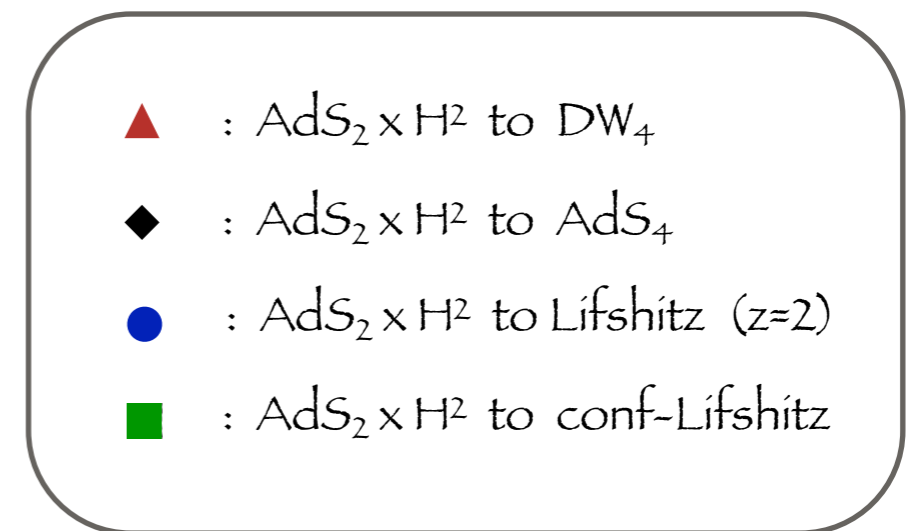 : AdS₂ x H² to DW₄
: AdS₂ x H² to AdS₄
: AdS₂ x H² to Lifshitz (z=2)
: AdS₂ x H² to conf-Lifshitz